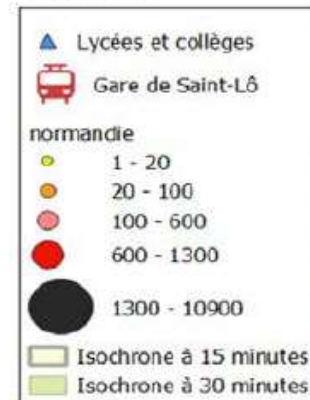 Lycées et collèges
Gare de Saint-Lô
normandie
1 - 20
20 - 100
100 - 600
600 - 1300
1300 - 10900
Isochrone à 15 minutes
Isochrone à 30 minutes